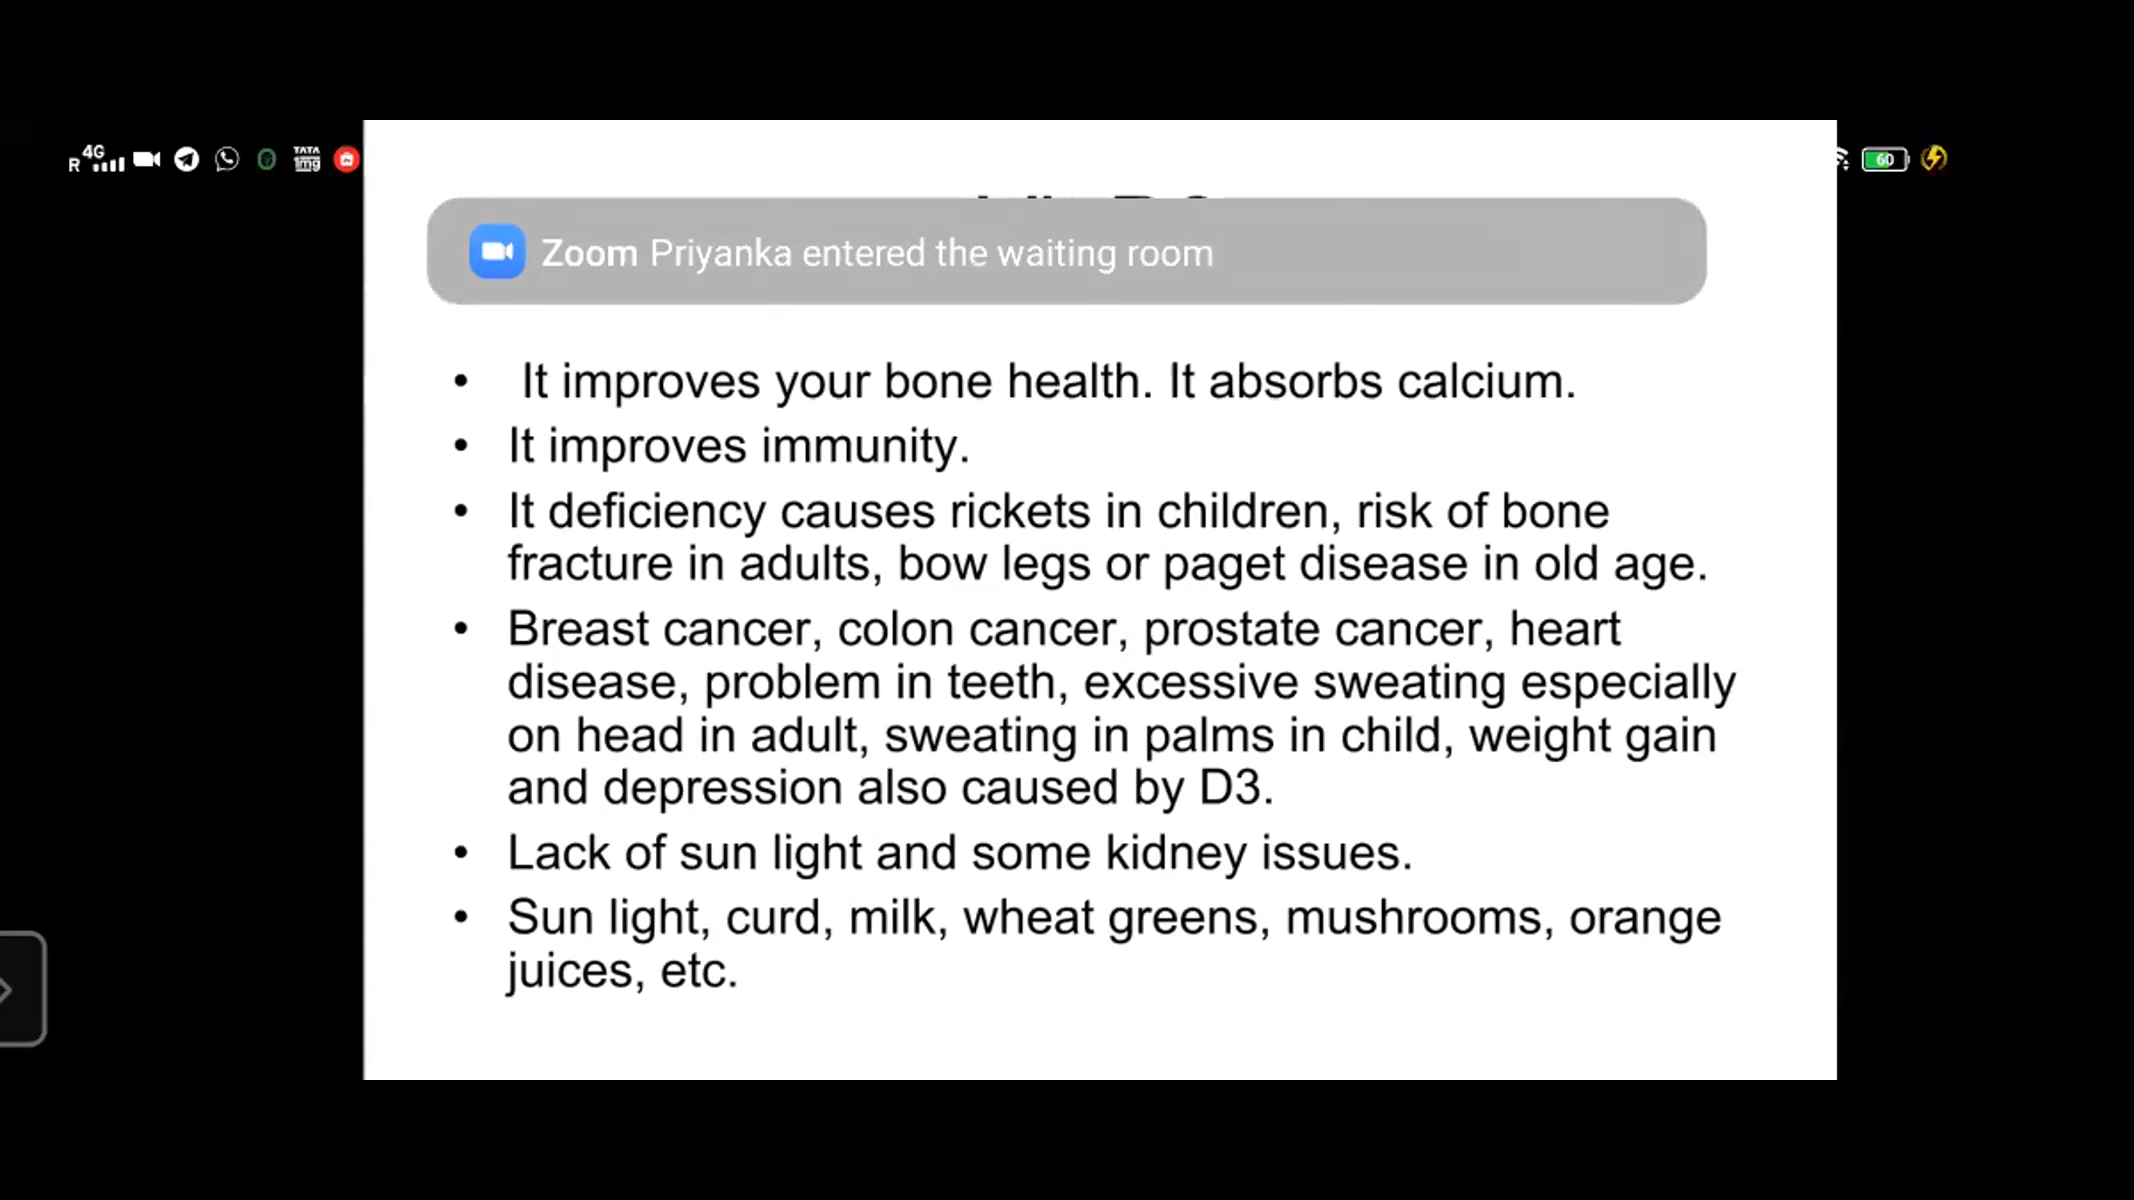 4G
R
TATA
1mg
60
Zoom Priyanka entered the waiting room
• It improves your bone health. It absorbs calcium.
• It improves immunity.
• It deficiency causes rickets in children, risk of bone
fracture in adults, bow legs or paget disease in old age.
• Breast cancer, colon cancer, prostate cancer, heart
disease, problem in teeth, excessive sweating especially
on head in adult, sweating in palms in child, weight gain
and depression also caused by D3.
• Lack of sun light and some kidney issues.
• Sun light, curd, milk, wheat greens, mushrooms, orange
juices, etc.